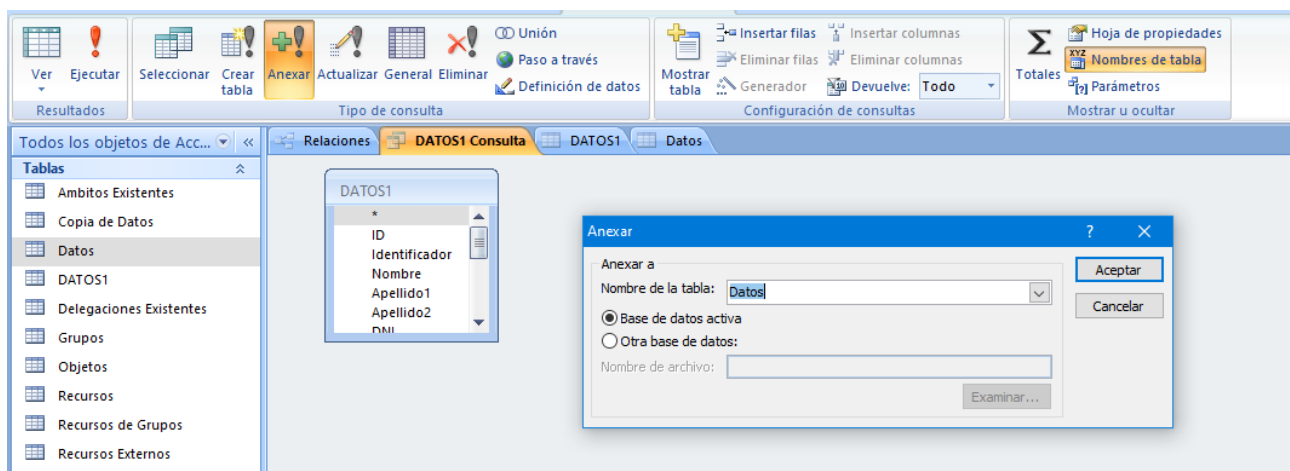 Ver
Ejecutar
Resultados
Seleccionar
Crear tabla
Anexar
Actualizar
General
Eliminar
Unión
Paso a través
Definición de datos
Tipo de consulta
Mostrar tabla
Insertar filas
Eliminar filas
Generador
Insertar columnas
Eliminar columnas
Devuelve: Todo
Configuración de consultas
Σ
Totales
XYZ
Hoja de propiedades
Nombres de tabla
Parámetros
Mostrar u ocultar
Todos los objetos de Acc... «
Relaciones
DATOS1 Consulta
DATOS1
Datos
Tablas
Ambitos Existentes
Copia de Datos
Datos
DATOS1
Delegaciones Existentes
Grupos
Objetos
Recursos
Recursos de Grupos
Recursos Externos
DATOS1
*
ID
Identificador
Nombre
Apellido1
Apellido2
DNI
Anexar ? ×
Anexar a
Nombre de la tabla: Datos
Base de datos activa
Otra base de datos:
Nombre de archivo:
Examinar...
Aceptar
Cancelar